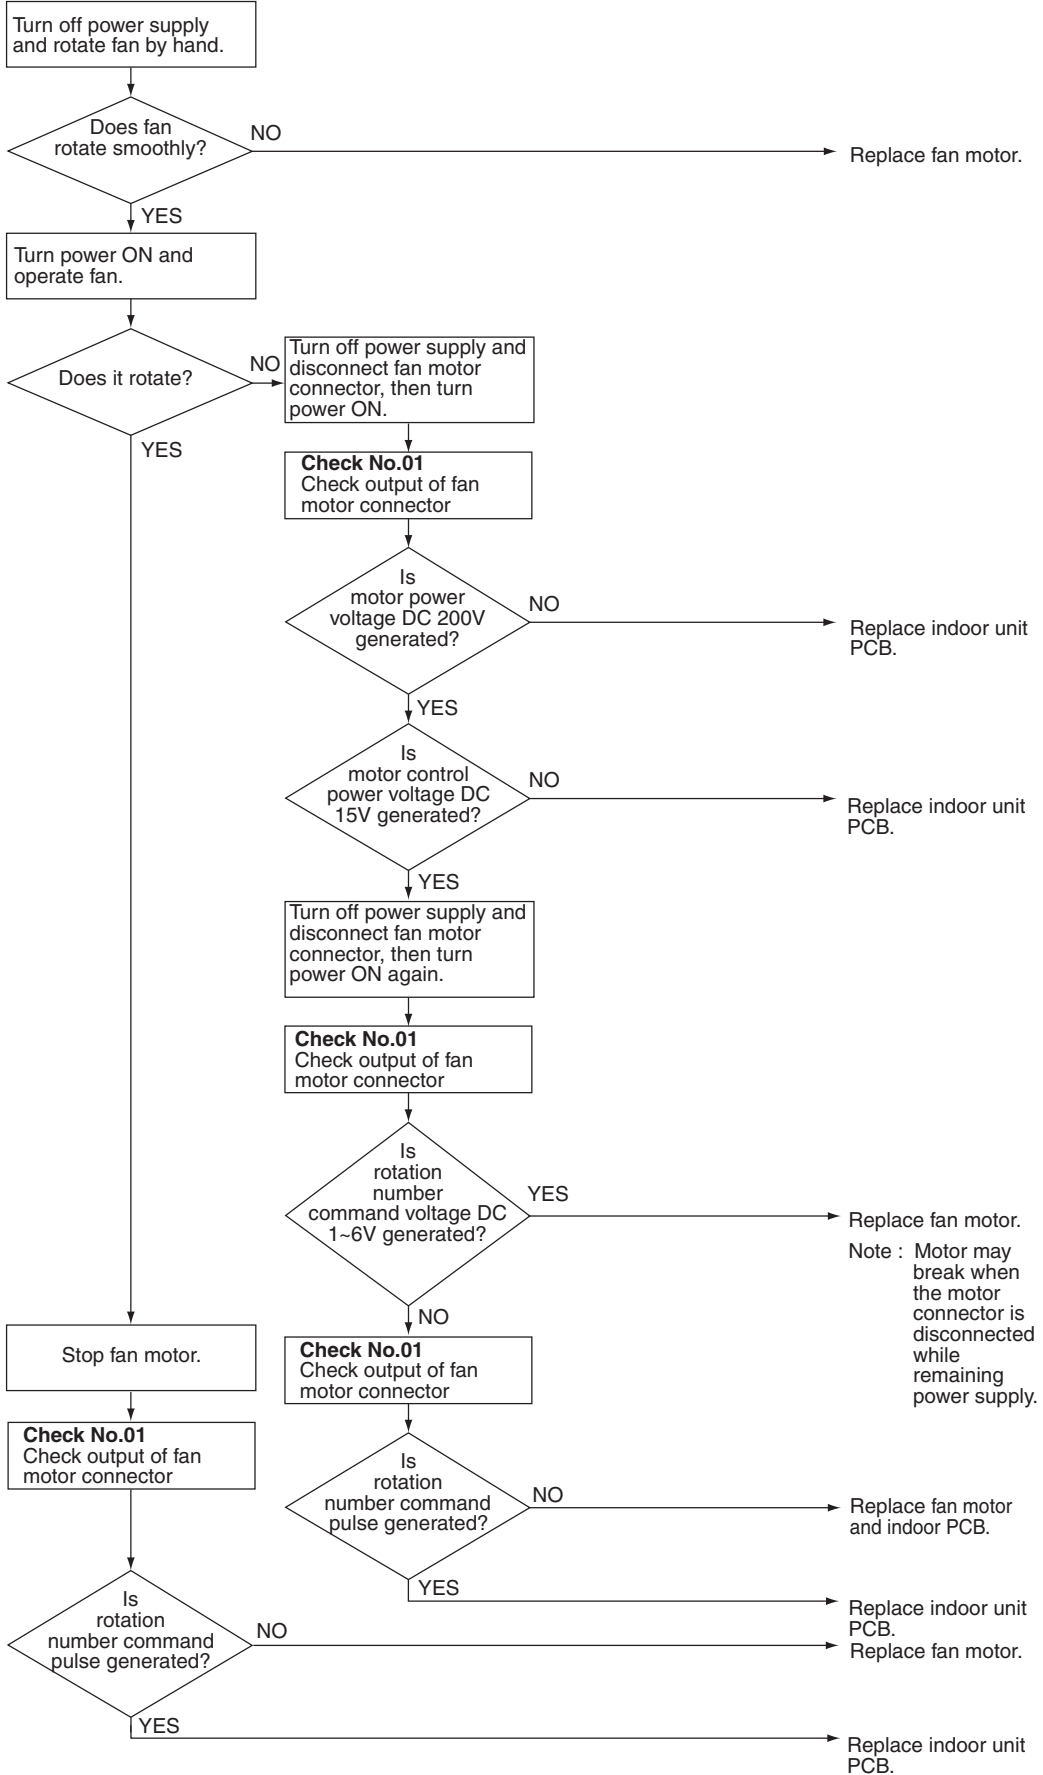 Turn off power supply
and rotate fan by hand.
Does fan
rotate smoothly?
NO
Replace fan motor.
YES
Turn power ON and
operate fan.
Does it rotate?
NO
YES
Turn off power supply and
disconnect fan motor
connector, then turn
power ON.
Check No.01
Check output of fan
motor connector
Is
motor power
voltage DC 200V
generated?
NO
Replace indoor unit
PCB.
YES
Is
motor control
power voltage DC
15V generated?
NO
Replace indoor unit
PCB.
YES
Turn off power supply and
disconnect fan motor
connector, then turn
power ON again.
Check No.01
Check output of fan
motor connector
Is
rotation
number
command voltage DC
1~6V generated?
YES
Replace fan motor.
Note : Motor may
break when
the motor
connector is
disconnected
while
remaining
power supply.
NO
Check No.01
Check output of fan
motor connector
Is
rotation
number command
pulse generated?
NO
Replace fan motor
and indoor PCB.
YES
Replace indoor unit
PCB.
Stop fan motor.
Check No.01
Check output of fan
motor connector
Is
rotation
number command
pulse generated?
NO
Replace fan motor.
YES
Replace indoor unit
PCB.